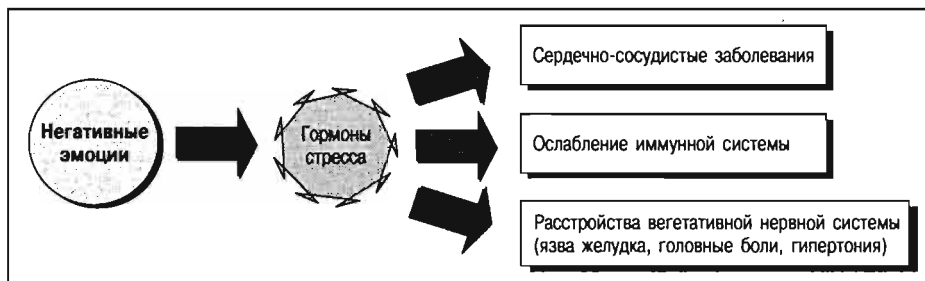 Негативные
эмоции
Гормоны
стресса
Сердечно-сосудистые заболевания
Ослабление иммунной системы
Расстройства вегетативной нервной системы
(язва желудка, головные боли, гипертония)